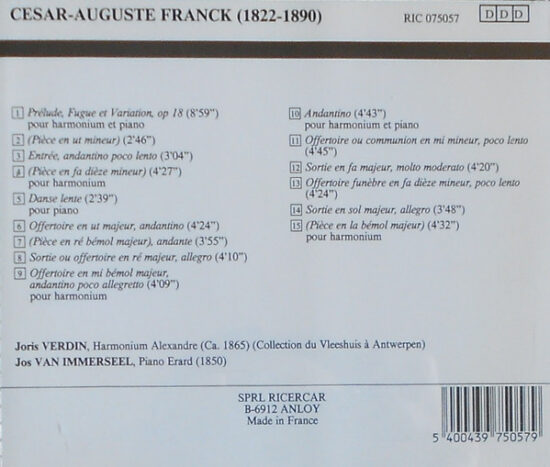 CESAR-AUGUSTE FRANCK (1822-1890)
RIC 075057
D D D
1 Prélude, Fugue et Variation, op 18 (8'59")
pour harmonium et piano
2 (Pièce en ut mineur) (2'46")
3 Entrée, andantino poco lento (3'04")
4 (Pièce en fa dièze mineur) (4'27")
pour harmonium
5 Danse lente (2'39")
pour piano
6 Offertoire en ut majeur, andantino (4'24")
7 (Pièce en ré bémol majeur), andante (3'55")
8 Sortie ou offertoire en ré majeur, allegro (4'10")
9 Offertoire en mi bémol majeur,
andantino poco allegretto (4'09")
pour harmonium
10 Andantino (4'43")
pour harmonium et piano
11 Offertoire ou communion en mi mineur, poco lento
(4'45")
12 Sortie en fa majeur, molto moderato (4'20")
13 Offertoire funèbre en fa dièze mineur, poco lento
(4'24")
14 Sortie en sol majeur, allegro (3'48")
15 (Pièce en la bémol majeur) (4'32")
pour harmonium
Joris VERDIN, Harmonium Alexandre (Ca. 1865) (Collection du Vleeshuis à Antwerpen)
Jos VAN IMMERSEEL, Piano Erard (1850)
SPRL RICERCAR
B-6912 ANLOY
Made in France
5 400439 750579